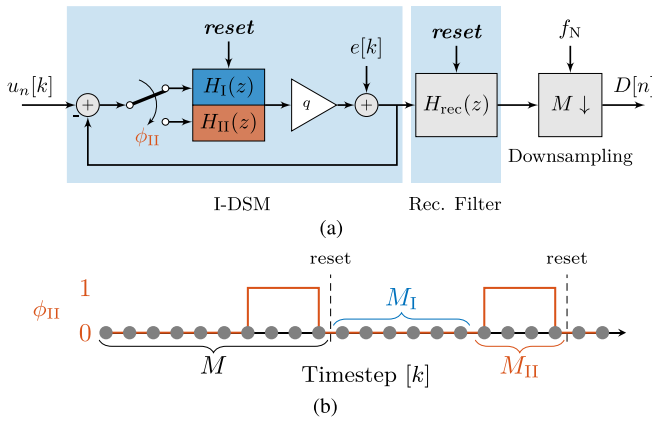 reset
reset
f_N
u_n[k]
e[k]
D[n]
+
-
H_I(z)
H_II(z)
q
+
H_rec(z)
M ↓
ϕ_II
Downsampling
I-DSM
Rec. Filter
(a)
reset
reset
1
ϕ_II
0
M_I
M
M_II
Timestep [k]
(b)